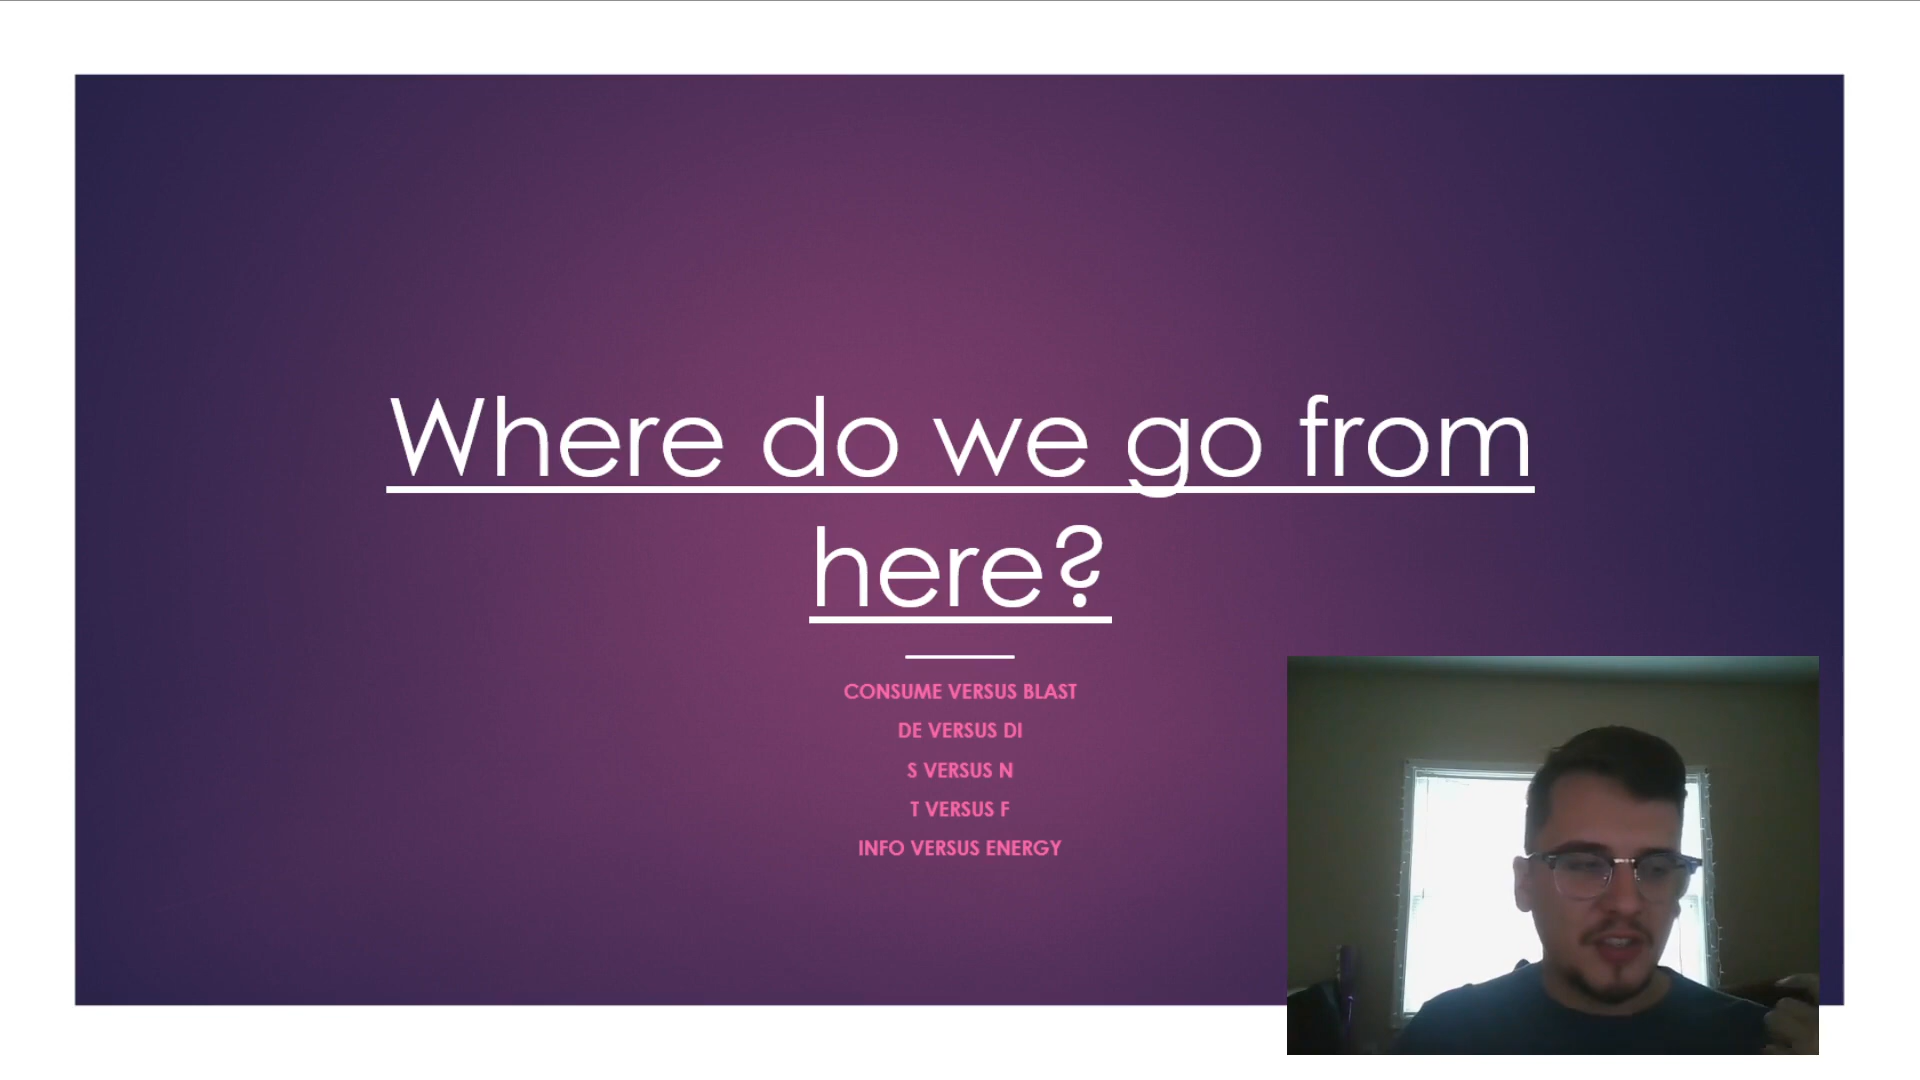 Where do we go from
here?
CONSUME VERSUS BLAST
DE VERSUS DI
S VERSUS N
T VERSUS F
INFO VERSUS ENERGY